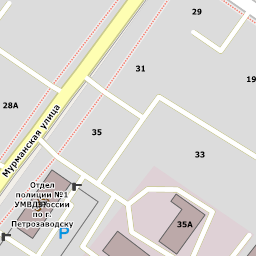 29
31
19
28А
Мурманская улица
35
33
Отдел
полиции №1
УМВД России
по г.
Петрозаводску
P
35А